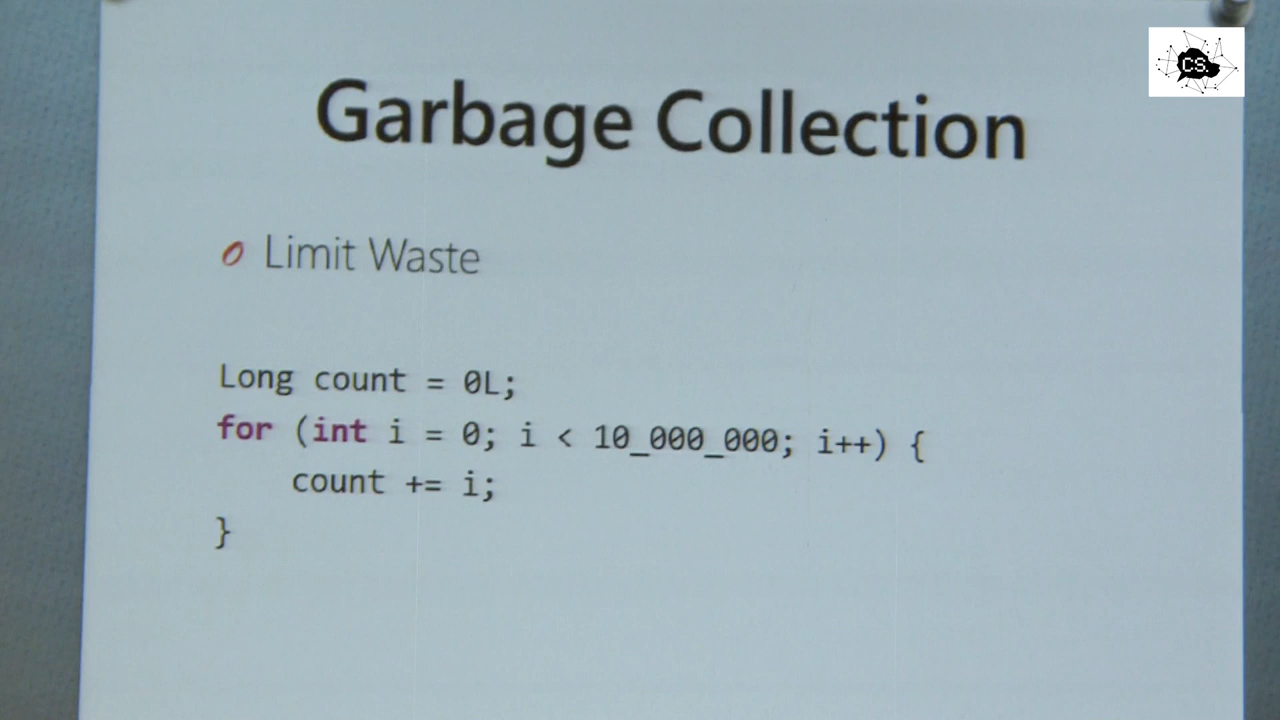 CS.
Garbage Collection
Limit Waste
Long count = 0L;
for (int i = 0; i < 10_000_000; i++) {
    count += i;
}